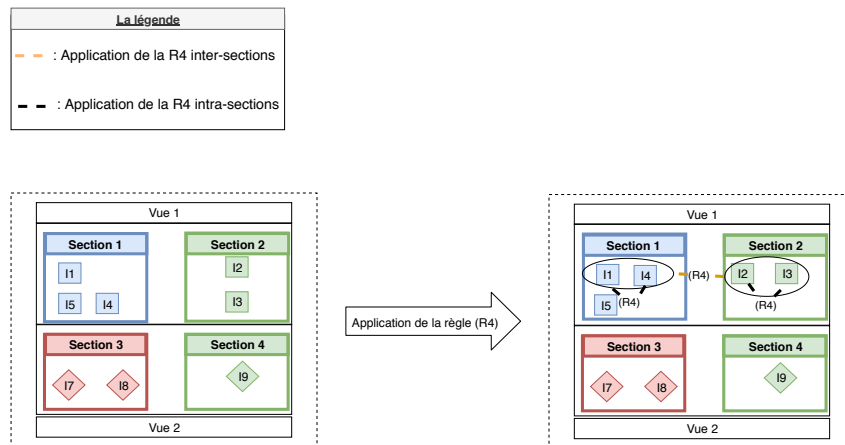 La légende
: Application de la R4 inter-sections
: Application de la R4 intra-sections
Vue 1
Section 1
Section 2
I1
I2
I5
I4
I3
Section 3
Section 4
I7
I8
I9
Vue 2
Application de la règle (R4)
Vue 1
Section 1
Section 2
I1
I4
(R4)
I2
I3
I5
(R4)
(R4)
Section 3
Section 4
I7
I8
I9
Vue 2